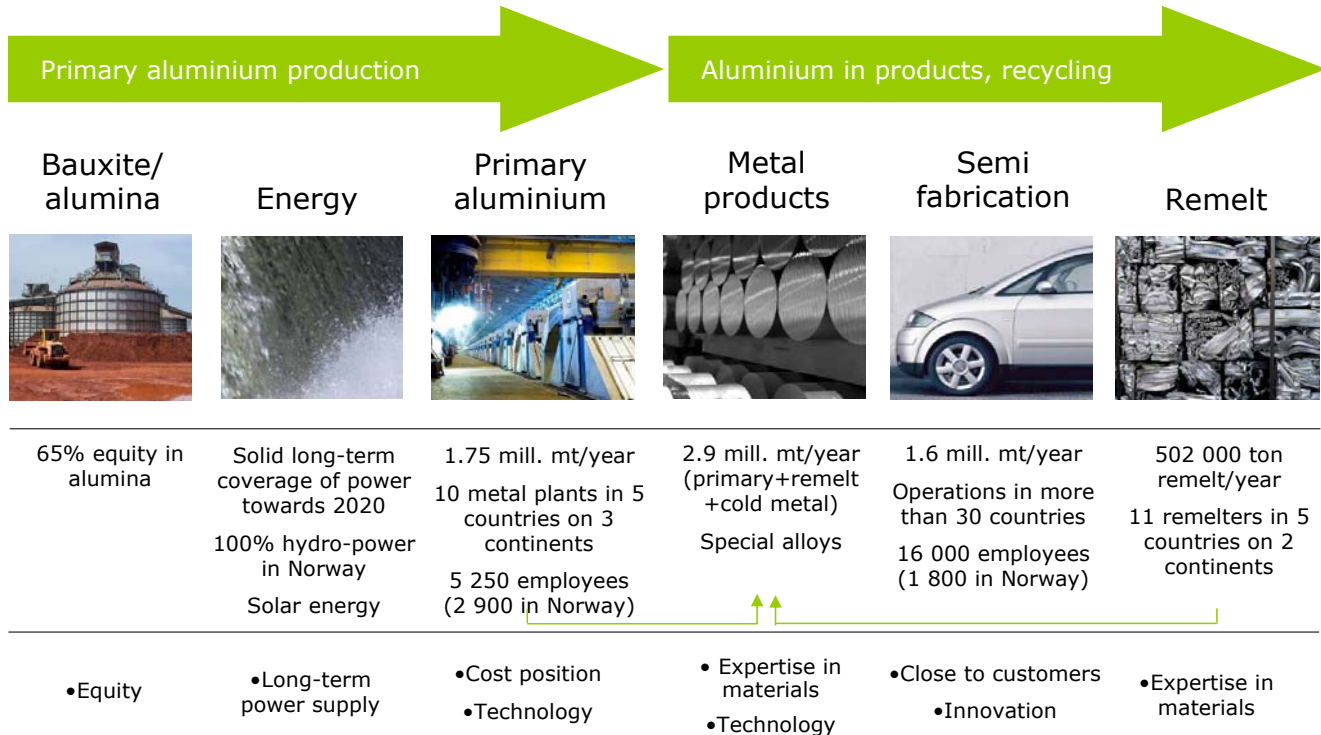 Primary aluminium production
Aluminium in products, recycling
Bauxite/
alumina
Energy
Primary
aluminium
Metal
products
Semi
fabrication
Remelt
65% equity in
alumina
Solid long-term
coverage of power
towards 2020
100% hydro-power
in Norway
Solar energy
1.75 mill. mt/year
10 metal plants in 5
countries on 3
continents
5 250 employees
(2 900 in Norway)
2.9 mill. mt/year
(primary+remelt
+cold metal)
Special alloys
1.6 mill. mt/year
Operations in more
than 30 countries
16 000 employees
(1 800 in Norway)
502 000 ton
remelt/year
11 remelters in 5
countries on 2
continents
•Equity
•Long-term
power supply
•Cost position
•Technology
• Expertise in
materials
•Technology
•Close to customers
•Innovation
•Expertise in
materials